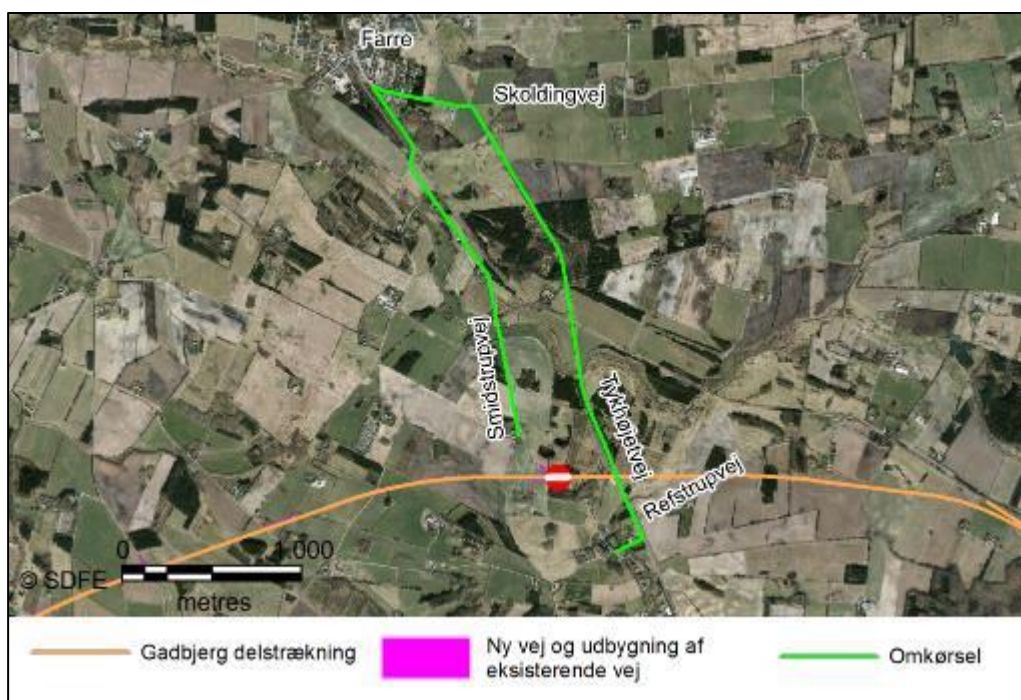 Farre
Skoldingvej
Smidstrupvej
Tykhøjetvej
Refstrupvej
0 1.000
© SDFE
metres
Gadbjerg delstrækning
Ny vej og udbygning af
eksisterende vej
Omkørsel